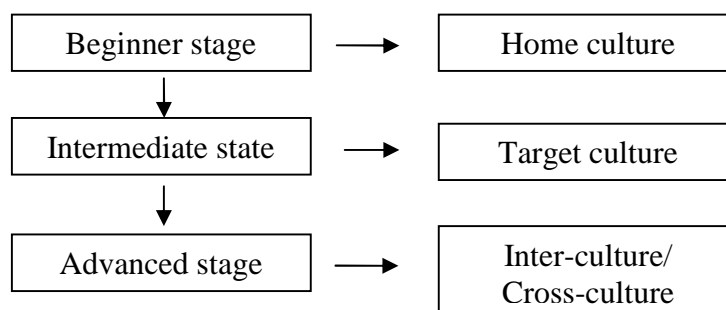 Beginner stage
Home culture
Intermediate state
Target culture
Advanced stage
Inter-culture/
Cross-culture